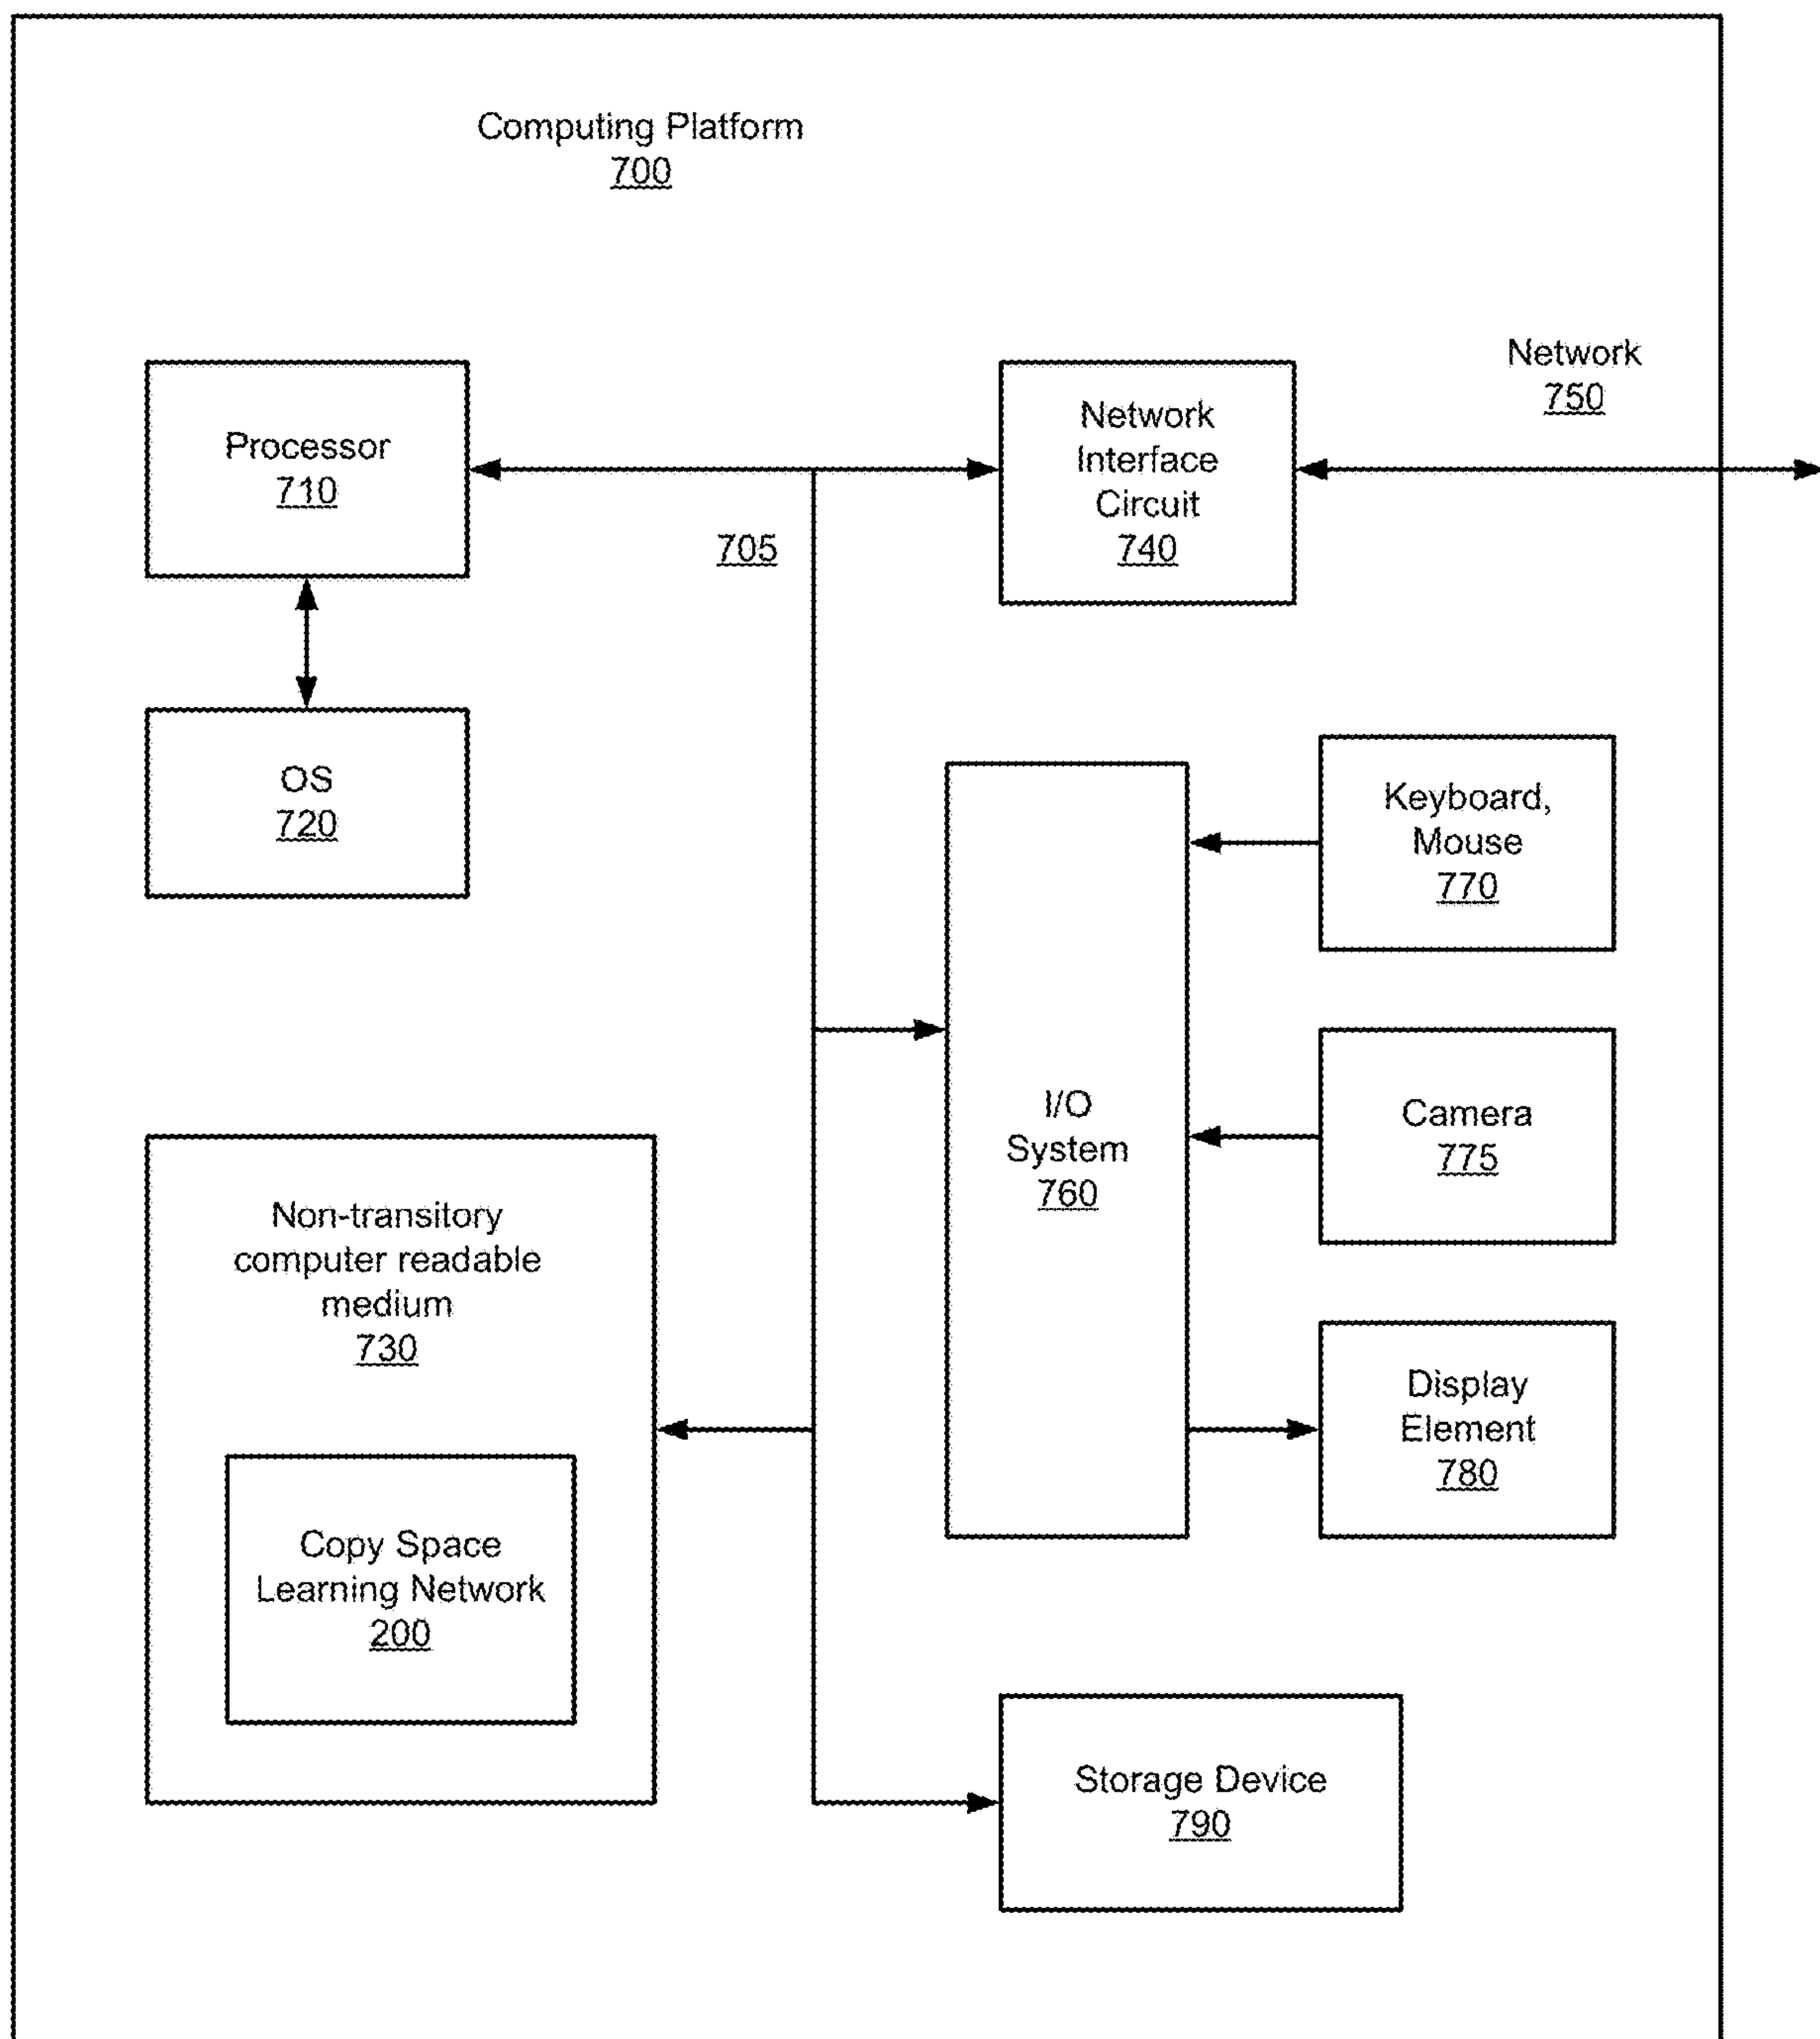 Computing Platform
700
Network
750
Processor
710
Network
Interface
Circuit
740
705
OS
720
Keyboard,
Mouse
770
I/O
System
760
Camera
775
Non-transitory
computer readable
medium
730
Display
Element
780
Copy Space
Learning Network
200
Storage Device
790